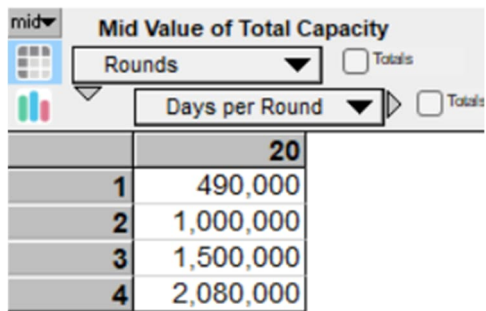 mid Mid Value of Total Capacity
Rounds Totals
Days per Round Totals
20
1 490,000
2 1,000,000
3 1,500,000
4 2,080,000